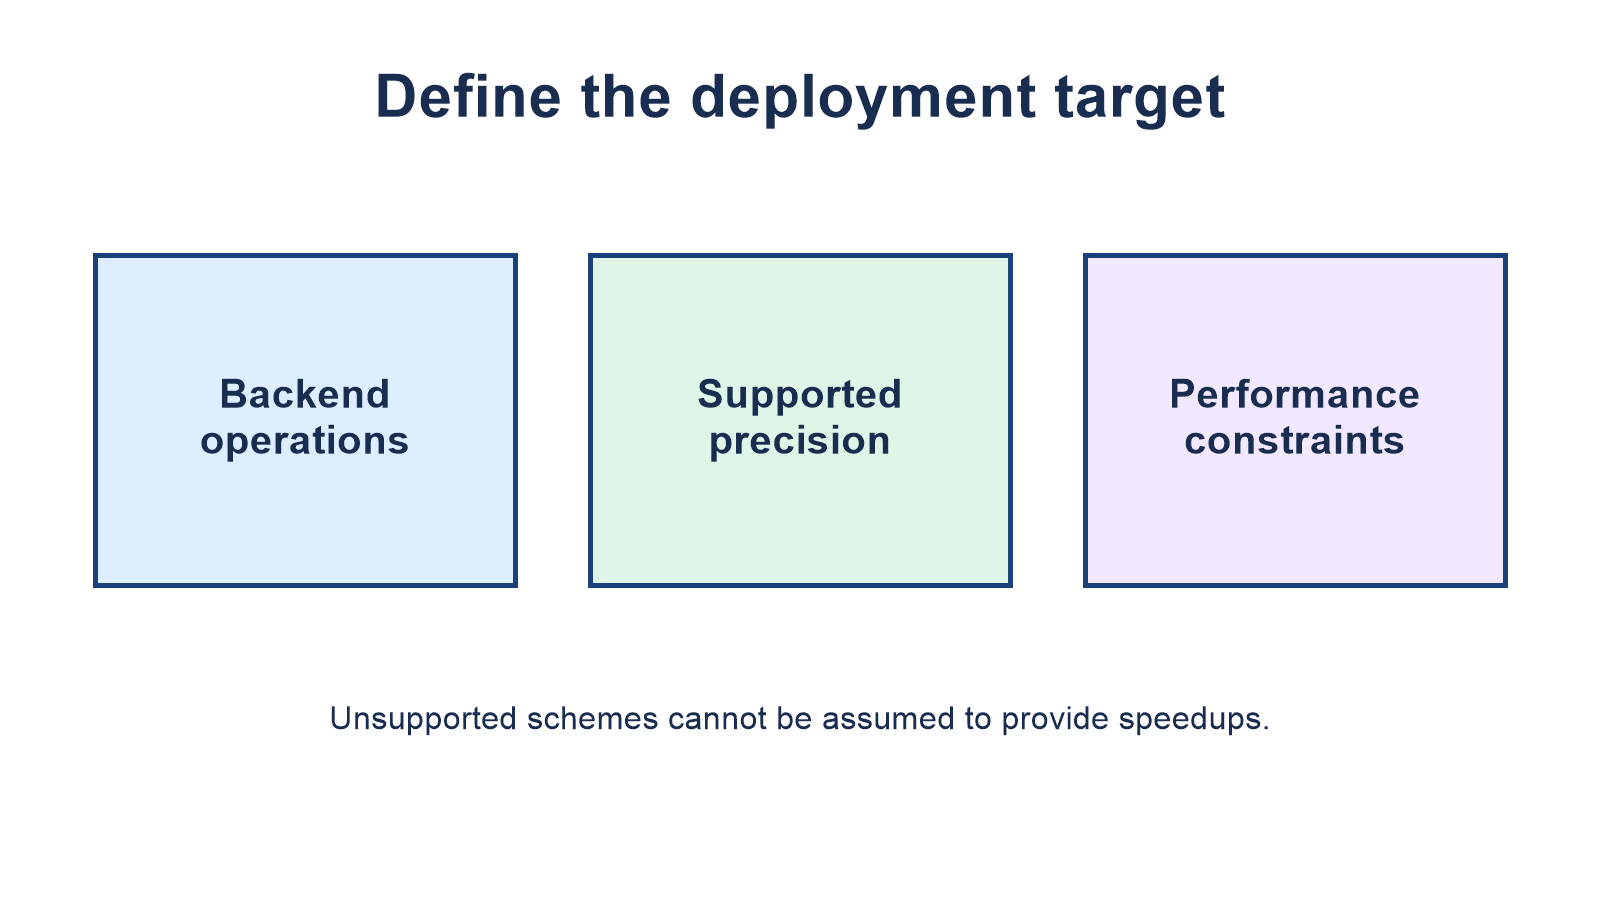 Define the deployment target
Backend
operations
Supported
precision
Performance
constraints
Unsupported schemes cannot be assumed to provide speedups.